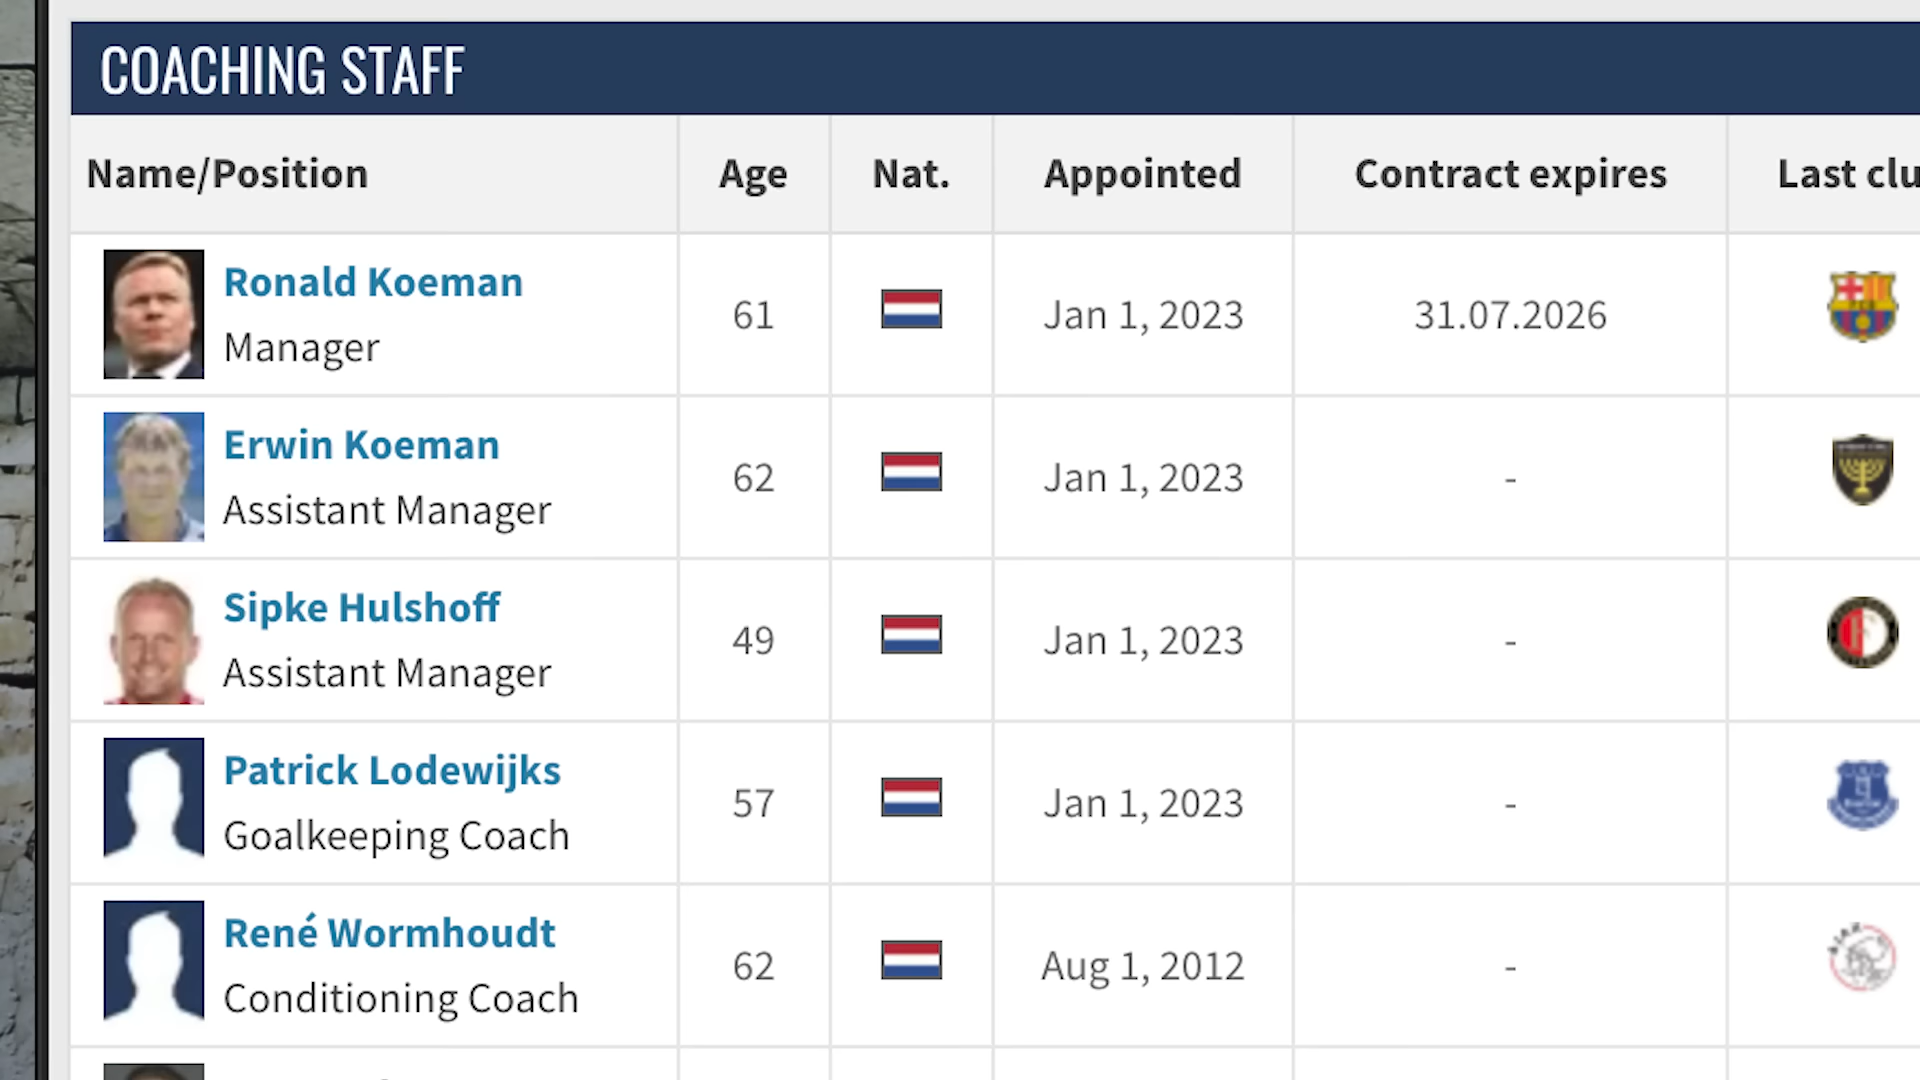 COACHING STAFF
Name/Position Age Nat. Appointed Contract expires Last clu
Ronald Koeman
Manager
61 Jan 1, 2023 31.07.2026
Erwin Koeman
Assistant Manager
62 Jan 1, 2023 -
Sipke Hulshoff
Assistant Manager
49 Jan 1, 2023 -
Patrick Lodewijks
Goalkeeping Coach
57 Jan 1, 2023 -
René Wormhoudt
Conditioning Coach
62 Aug 1, 2012 -